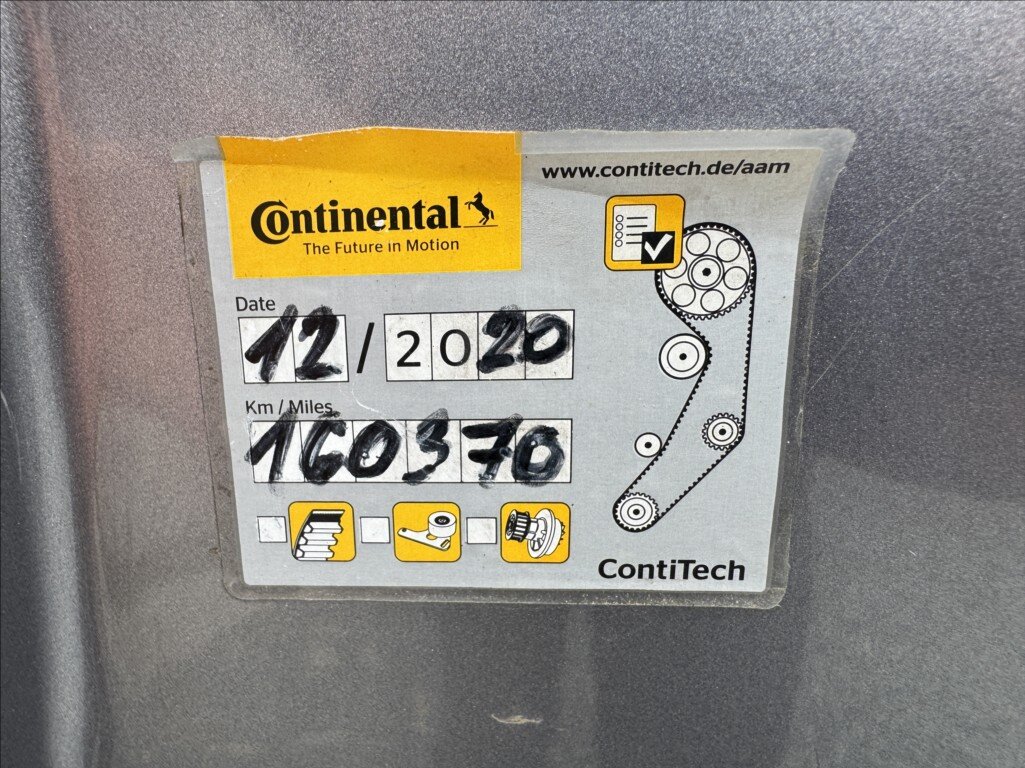 www.contitech.de/aam
Continental
The Future in Motion
Date
12/2020
Km / Miles
160370
ContiTech